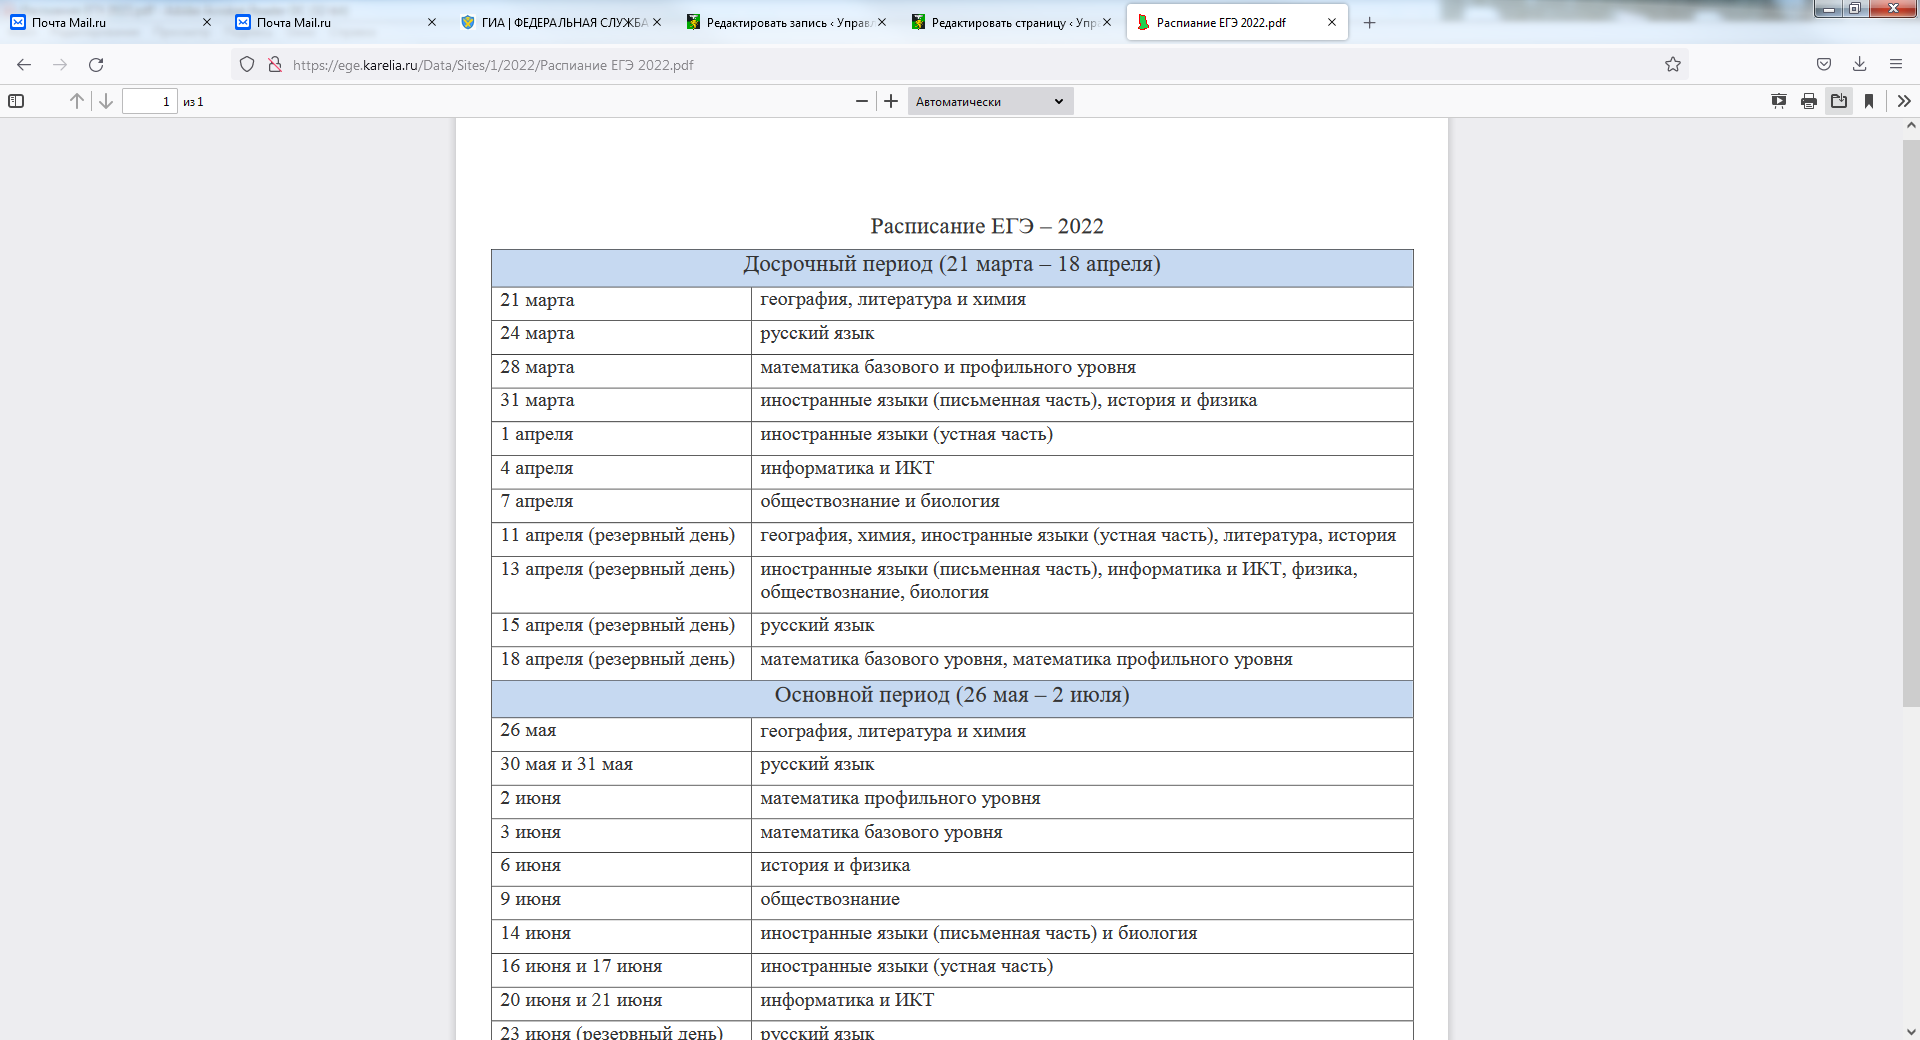 Почта Mail.ru
Почта Mail.ru
ГИА | ФЕДЕРАЛЬНАЯ СЛУЖБА
Редактировать запись ‹ Управл
Редактировать страницу ‹ Упр
Распиание ЕГЭ 2022.pdf
https://ege.karelia.ru/Data/Sites/1/2022/Распиание ЕГЭ 2022.pdf
1 из 1
Автоматически
Расписание ЕГЭ – 2022
Досрочный период (21 марта – 18 апреля)
21 марта география, литература и химия
24 марта русский язык
28 марта математика базового и профильного уровня
31 марта иностранные языки (письменная часть), история и физика
1 апреля иностранные языки (устная часть)
4 апреля информатика и ИКТ
7 апреля обществознание и биология
11 апреля (резервный день) география, химия, иностранные языки (устная часть), литература, история
13 апреля (резервный день) иностранные языки (письменная часть), информатика и ИКТ, физика,
обществознание, биология
15 апреля (резервный день) русский язык
18 апреля (резервный день) математика базового уровня, математика профильного уровня
Основной период (26 мая – 2 июля)
26 мая география, литература и химия
30 мая и 31 мая русский язык
2 июня математика профильного уровня
3 июня математика базового уровня
6 июня история и физика
9 июня обществознание
14 июня иностранные языки (письменная часть) и биология
16 июня и 17 июня иностранные языки (устная часть)
20 июня и 21 июня информатика и ИКТ
23 июня (резервный день) русский язык